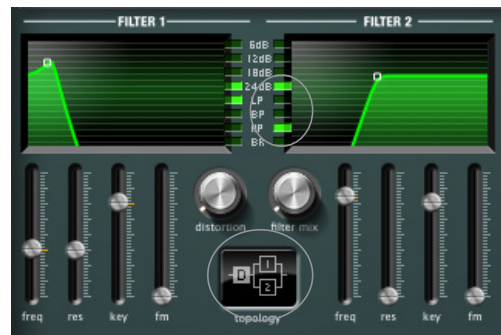 FILTER 1
FILTER 2
6dB
12dB
18dB
24dB
LP
BP
HP
BR
distortion
filter mix
D
1
2
freq
res
key
fm
topology
freq
res
key
fm